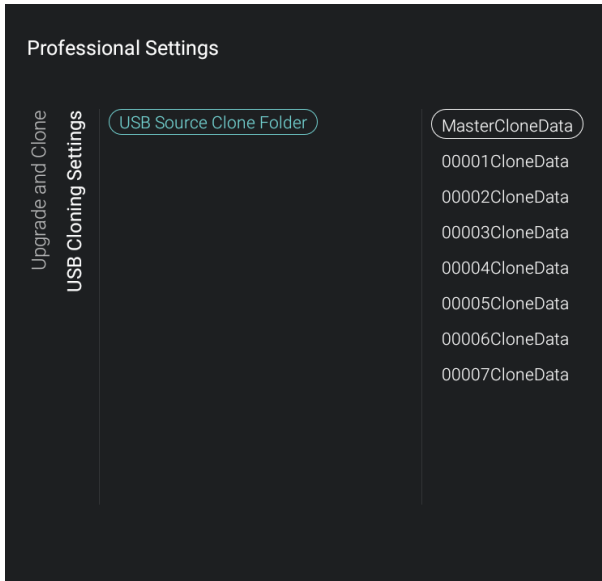 Professional Settings
Upgrade and Clone
USB Cloning Settings
USB Source Clone Folder
MasterCloneData
00001CloneData
00002CloneData
00003CloneData
00004CloneData
00005CloneData
00006CloneData
00007CloneData